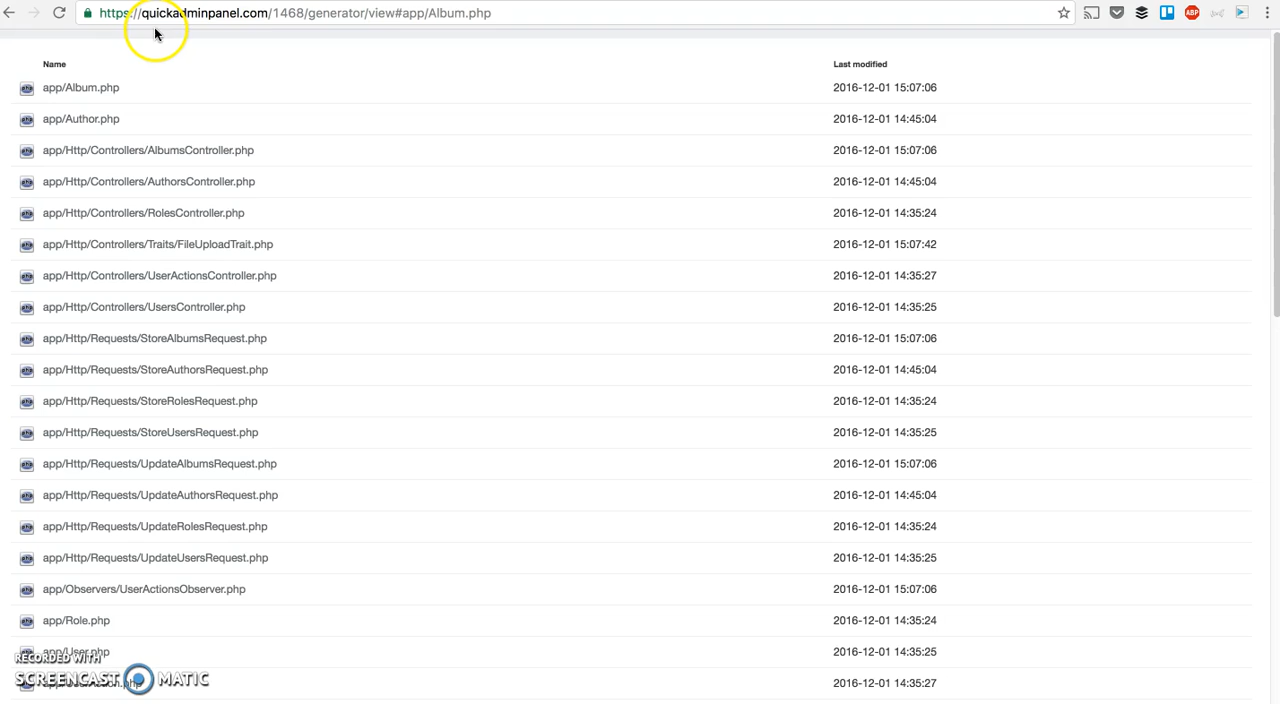 https://quickadminpanel.com/1468/generator/view#app/Album.php
ABP
Name Last modified
app/Album.php 2016-12-01 15:07:06
app/Author.php 2016-12-01 14:45:04
app/Http/Controllers/AlbumsController.php 2016-12-01 15:07:06
app/Http/Controllers/AuthorsController.php 2016-12-01 14:45:04
app/Http/Controllers/RolesController.php 2016-12-01 14:35:24
app/Http/Controllers/Traits/FileUploadTrait.php 2016-12-01 15:07:42
app/Http/Controllers/UserActionsController.php 2016-12-01 14:35:27
app/Http/Controllers/UsersController.php 2016-12-01 14:35:25
app/Http/Requests/StoreAlbumsRequest.php 2016-12-01 15:07:06
app/Http/Requests/StoreAuthorsRequest.php 2016-12-01 14:45:04
app/Http/Requests/StoreRolesRequest.php 2016-12-01 14:35:24
app/Http/Requests/StoreUsersRequest.php 2016-12-01 14:35:25
app/Http/Requests/UpdateAlbumsRequest.php 2016-12-01 15:07:06
app/Http/Requests/UpdateAuthorsRequest.php 2016-12-01 14:45:04
app/Http/Requests/UpdateRolesRequest.php 2016-12-01 14:35:24
app/Http/Requests/UpdateUsersRequest.php 2016-12-01 14:35:25
app/Observers/UserActionsObserver.php 2016-12-01 15:07:06
app/Role.php 2016-12-01 14:35:24
app/User.php 2016-12-01 14:35:25
RECORDED WITH
SCREENCAST MATIC
2016-12-01 14:35:27